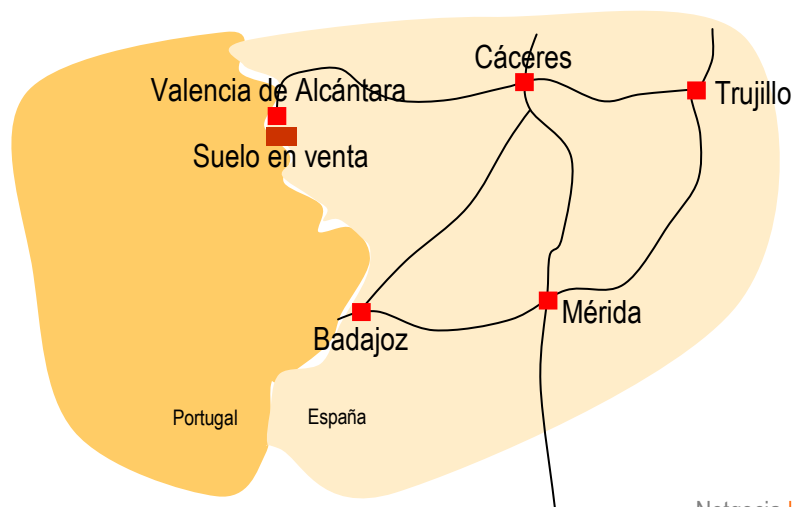 Cáceres
Valencia de Alcántara
Trujillo
Suelo en venta
Mérida
Badajoz
Portugal
España